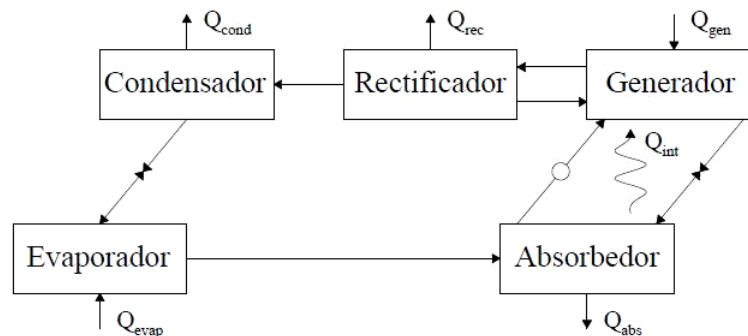 Q_cond
Q_rec
Q_gen
Condensador
Rectificador
Generador
Q_int
Evaporador
Absorbedor
Q_evap
Q_abs